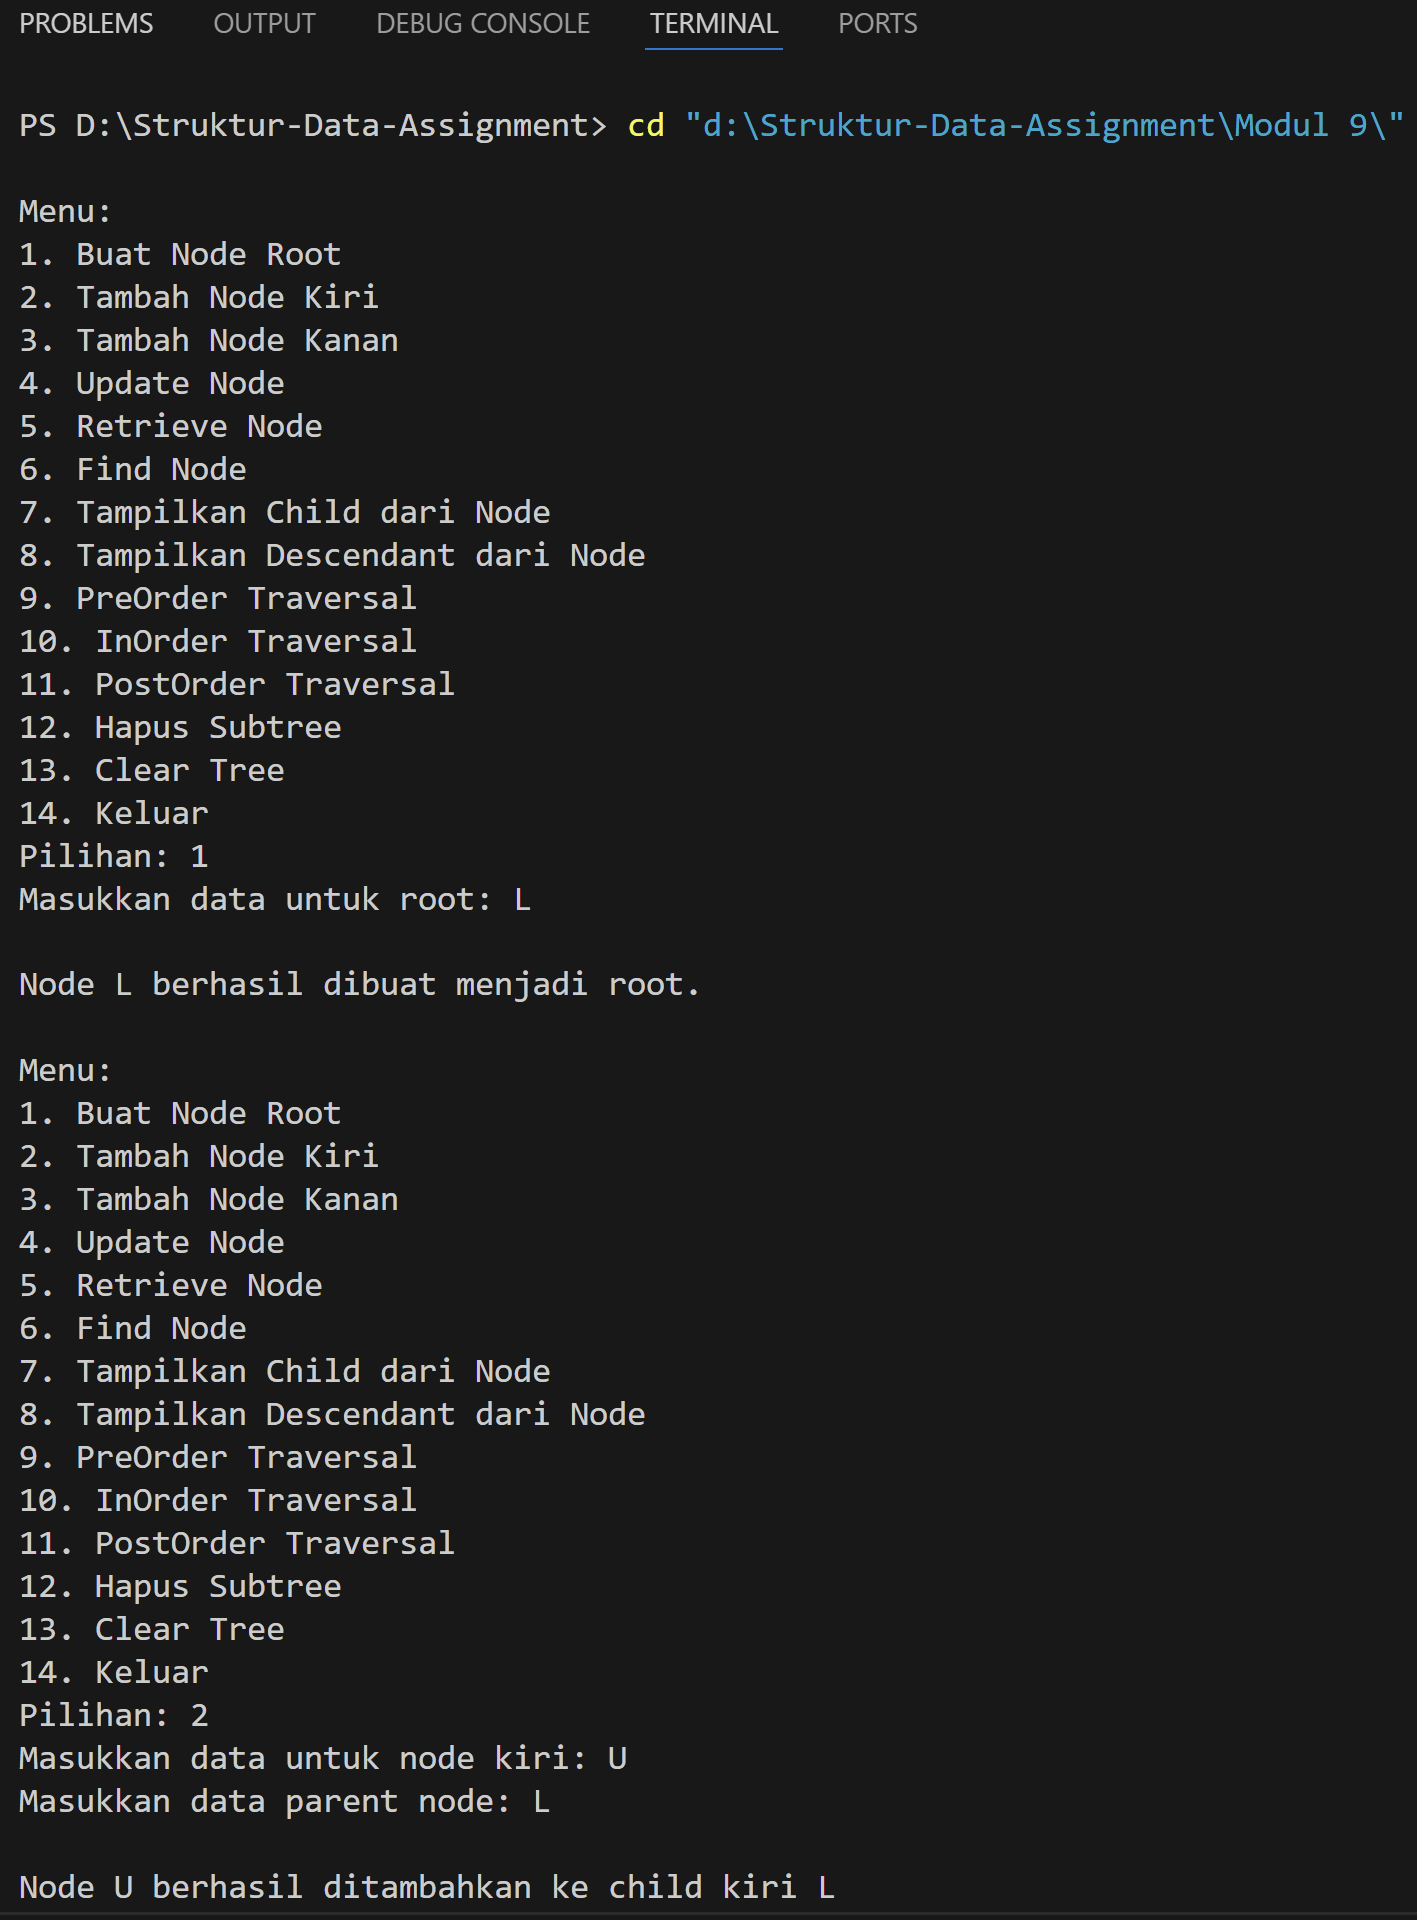 PROBLEMS OUTPUT DEBUG CONSOLE TERMINAL PORTS
PS D:\Struktur-Data-Assignment> cd "d:\Struktur-Data-Assignment\Modul 9\"
Menu:
1. Buat Node Root
2. Tambah Node Kiri
3. Tambah Node Kanan
4. Update Node
5. Retrieve Node
6. Find Node
7. Tampilkan Child dari Node
8. Tampilkan Descendant dari Node
9. PreOrder Traversal
10. InOrder Traversal
11. PostOrder Traversal
12. Hapus Subtree
13. Clear Tree
14. Keluar
Pilihan: 1
Masukkan data untuk root: L
Node L berhasil dibuat menjadi root.
Menu:
1. Buat Node Root
2. Tambah Node Kiri
3. Tambah Node Kanan
4. Update Node
5. Retrieve Node
6. Find Node
7. Tampilkan Child dari Node
8. Tampilkan Descendant dari Node
9. PreOrder Traversal
10. InOrder Traversal
11. PostOrder Traversal
12. Hapus Subtree
13. Clear Tree
14. Keluar
Pilihan: 2
Masukkan data untuk node kiri: U
Masukkan data parent node: L
Node U berhasil ditambahkan ke child kiri L